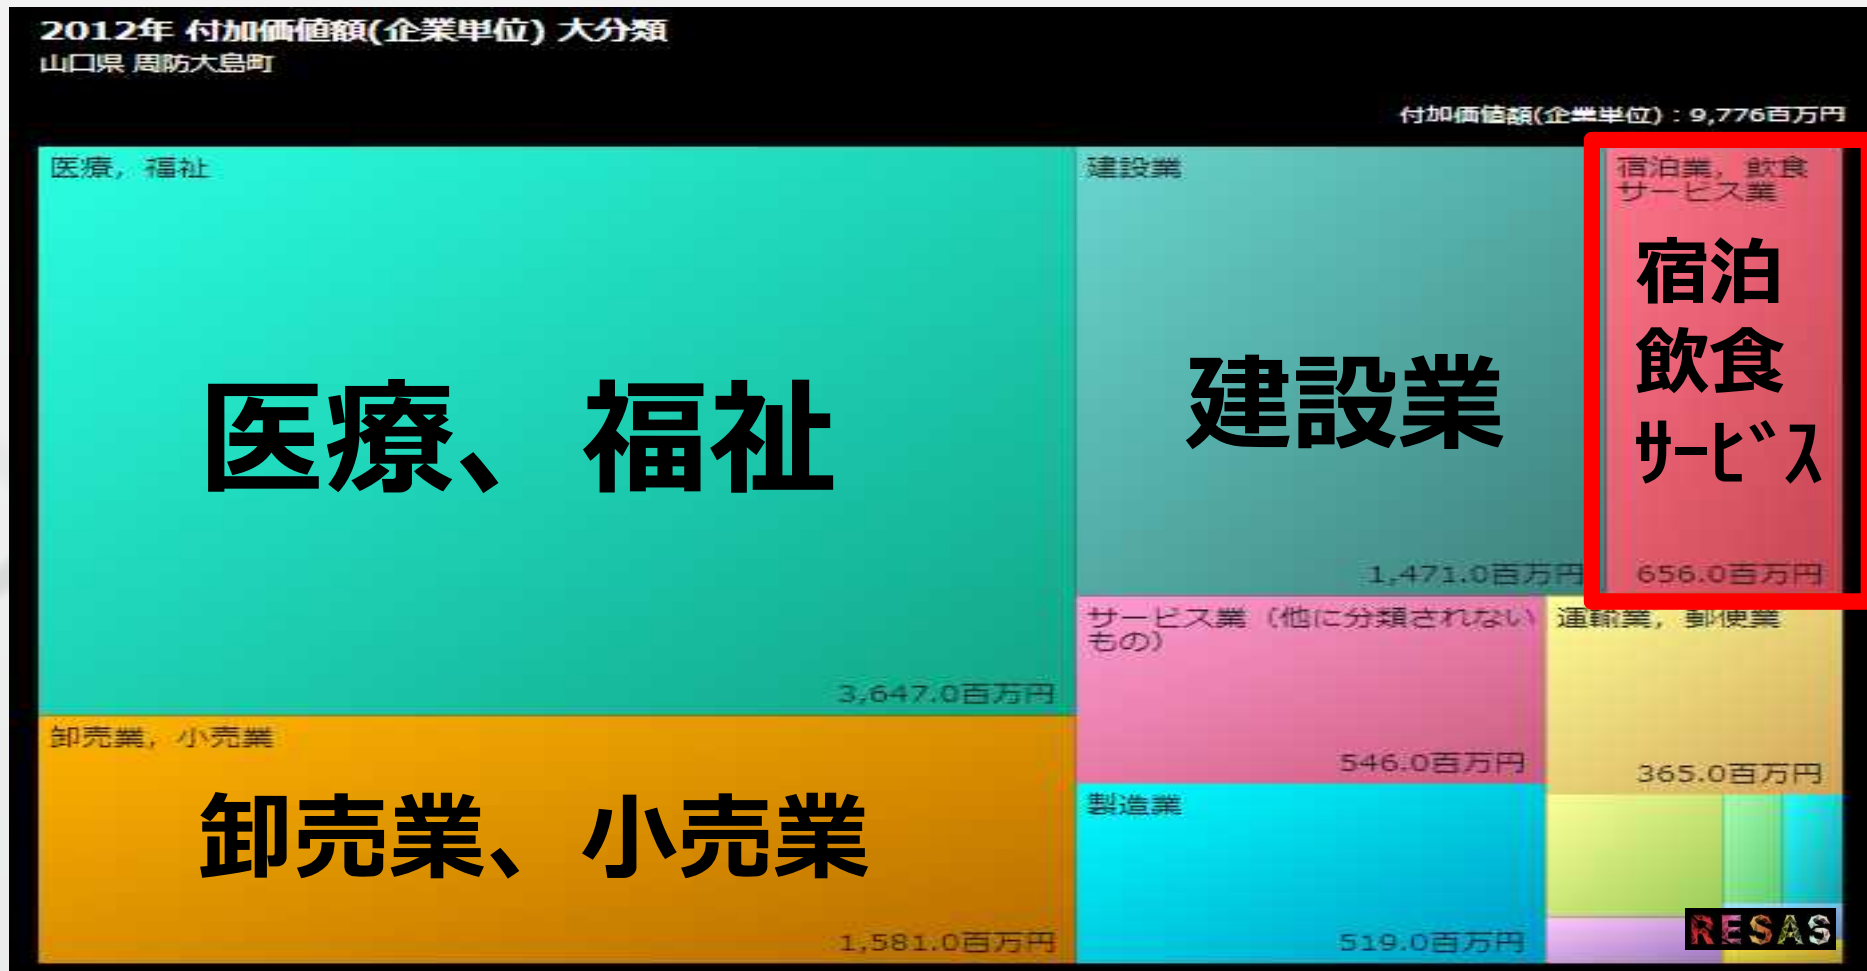 2012年 付加価値額(企業単位) 大分類
山口県 周防大島町
付加価値額(企業単位)：9,776百万円
医療，福祉
医療、福祉
3,647.0百万円
卸売業，小売業
卸売業、小売業
1,581.0百万円
建設業
建設業
1,471.0百万円
宿泊業，飲食
サービス業
宿泊
飲食
ｻｰﾋﾞｽ
656.0百万円
サービス業（他に分類されない
もの）
546.0百万円
運輸業，郵便業
365.0百万円
製造業
519.0百万円
RESAS